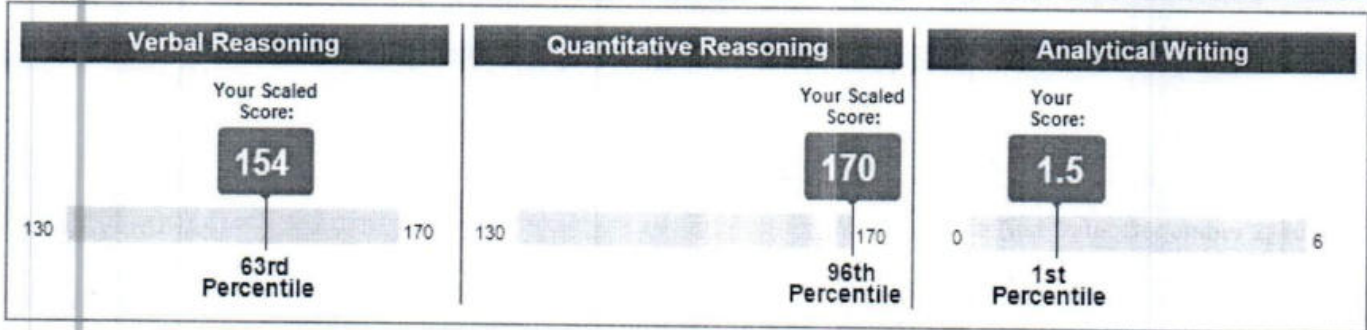 Verbal Reasoning
Your Scaled
Score:
154
130
170
63rd
Percentile
Quantitative Reasoning
Your Scaled
Score:
170
130
170
96th
Percentile
Analytical Writing
Your
Score:
1.5
0
6
1st
Percentile